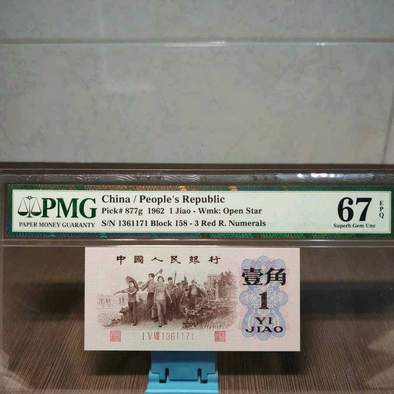 PMG
PAPER MONEY GUARANTY
China / People's Republic
Pick# 877g 1962 1 Jiao - Wmk: Open Star
S/N 1361171 Block 158 - 3 Red R. Numerals
67 EPQ
Superb Gem Unc
中國人民銀行
壹角
1
YI
JIAO
I V Ⅷ 1361171